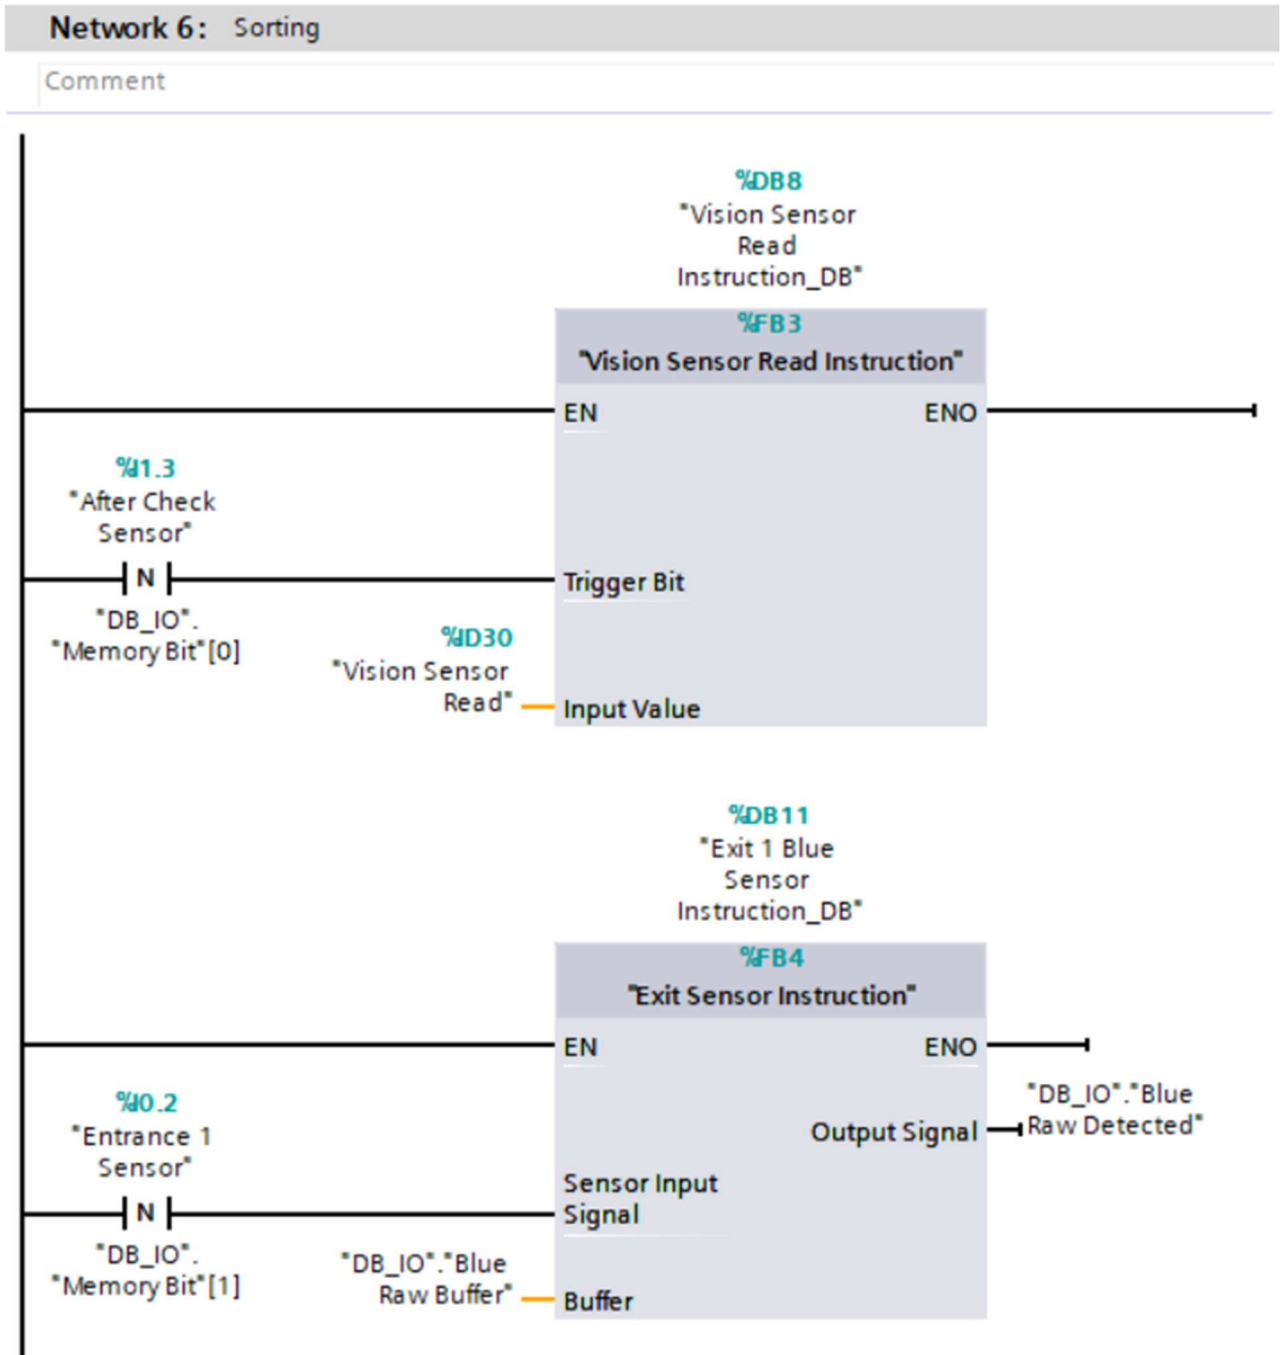 Network 6: Sorting
Comment
%DB8
"Vision Sensor
Read
Instruction_DB"
%FB3
"Vision Sensor Read Instruction"
EN
ENO
%I1.3
"After Check
Sensor"
N
"DB_IO".
"Memory Bit"[0]
Trigger Bit
%ID30
"Vision Sensor
Read"
Input Value
%DB11
"Exit 1 Blue
Sensor
Instruction_DB"
%FB4
"Exit Sensor Instruction"
EN
ENO
"DB_IO"."Blue
Raw Detected"
Output Signal
%I0.2
"Entrance 1
Sensor"
N
"DB_IO".
"Memory Bit"[1]
Sensor Input
Signal
"DB_IO"."Blue
Raw Buffer"
Buffer